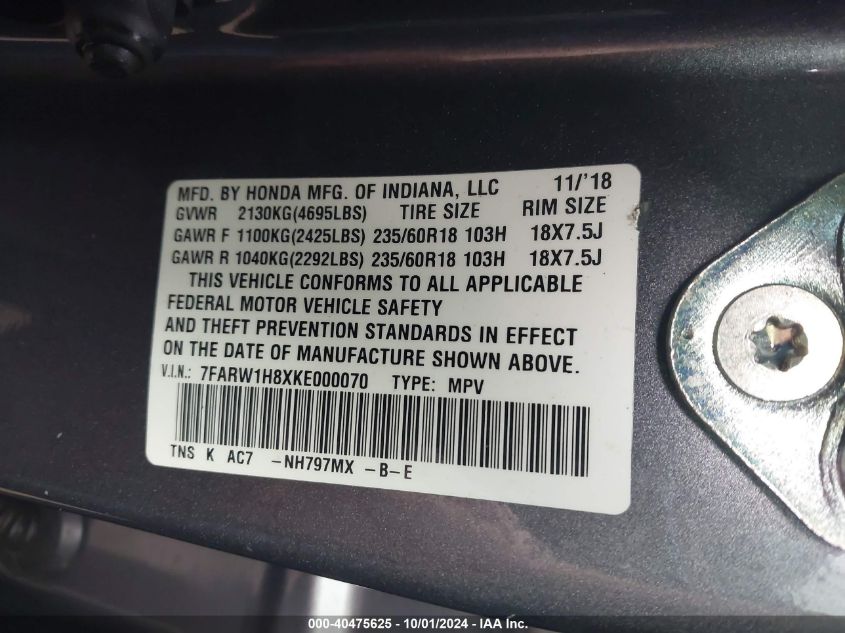 MFD. BY HONDA MFG. OF INDIANA, LLC 11/'18
GVWR 2130KG(4695LBS) TIRE SIZE RIM SIZE
GAWR F 1100KG(2425LBS) 235/60R18 103H 18X7.5J
GAWR R 1040KG(2292LBS) 235/60R18 103H 18X7.5J
THIS VEHICLE CONFORMS TO ALL APPLICABLE
FEDERAL MOTOR VEHICLE SAFETY
AND THEFT PREVENTION STANDARDS IN EFFECT
ON THE DATE OF MANUFACTURE SHOWN ABOVE.
V.I.N.: 7FARW1H8XKE000070 TYPE: MPV
TNS K AC7 -NH797MX -B-E
000-40475625 - 10/01/2024 - www.iaai.com